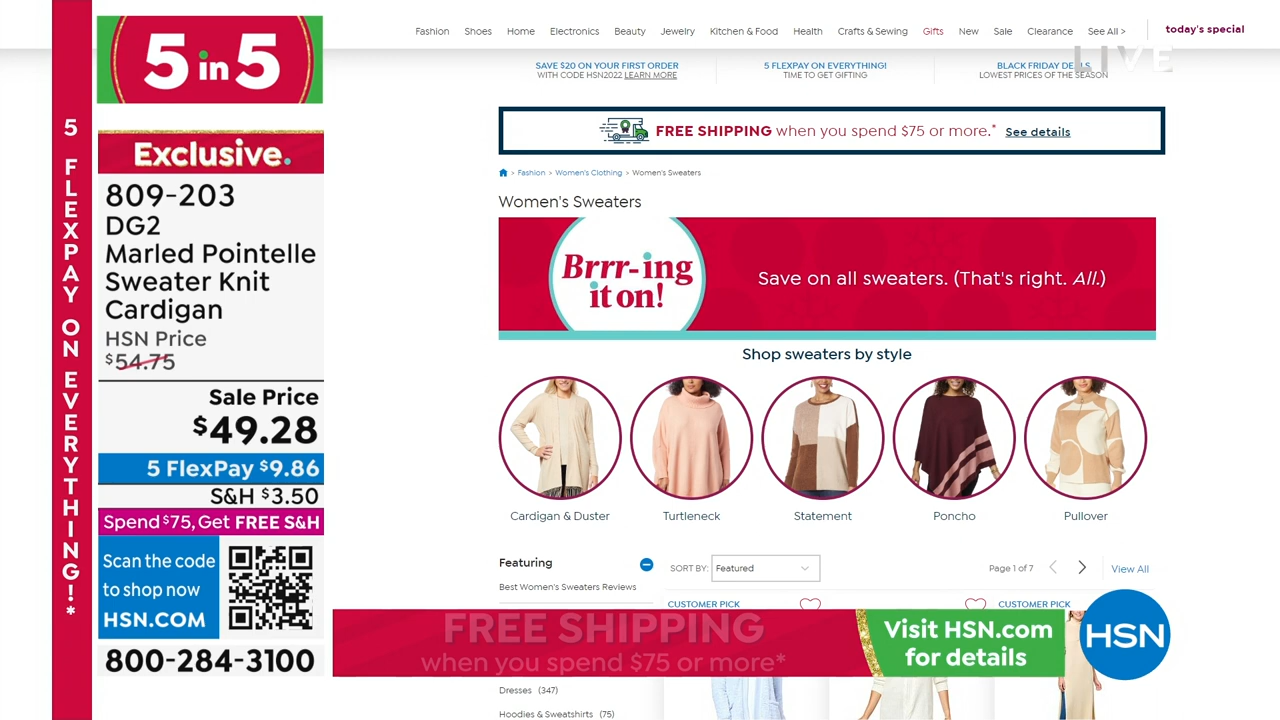 5 in 5
5 FLEXPAY ON EVERYTHING!*
Exclusive.
809-203
DG2
Marled Pointelle
Sweater Knit
Cardigan
HSN Price
$54.75
Sale Price
$49.28
5 FlexPay $9.86
S&H $3.50
Spend $75, Get FREE S&H
Scan the code
to shop now
HSN.COM
800-284-3100
Fashion Shoes Home Electronics Beauty Jewelry Kitchen & Food Health Crafts & Sewing Gifts New Sale Clearance See All > today's special
LIVE
SAVE $20 ON YOUR FIRST ORDER
WITH CODE HSN2022 LEARN MORE
5 FLEXPAY ON EVERYTHING!
TIME TO GET GIFTING
BLACK FRIDAY DEALS
LOWEST PRICES OF THE SEASON
FREE SHIPPING when you spend $75 or more.* See details
> Fashion > Women's Clothing > Women's Sweaters
Women's Sweaters
Brrr-ing
it on!
Save on all sweaters. (That's right. All.)
Shop sweaters by style
Cardigan & Duster
Turtleneck
Statement
Poncho
Pullover
Featuring
Best Women's Sweaters Reviews
SORT BY: Featured
Page 1 of 7
View All
CUSTOMER PICK
CUSTOMER PICK
FREE SHIPPING
when you spend $75 or more*
Visit HSN.com
for details
HSN
Dresses (347)
Hoodies & Sweatshirts (75)